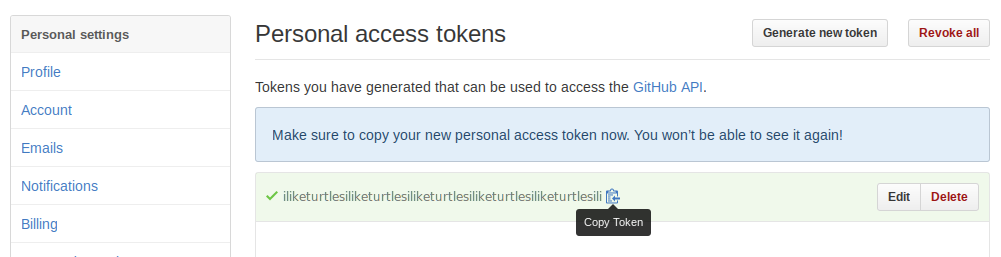 Personal settings
Profile
Account
Emails
Notifications
Billing
Personal access tokens
Generate new token
Revoke all
Tokens you have generated that can be used to access the GitHub API.
Make sure to copy your new personal access token now. You won't be able to see it again!
iliketurtlesiliketurtlesiliketurtlesiliketurtlesiliketurtlesili
Edit
Delete
Copy Token